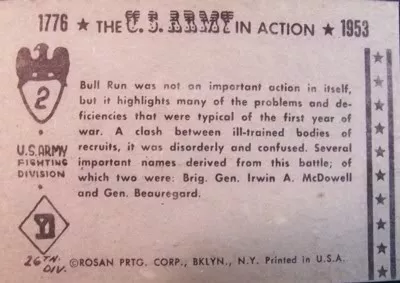 1776 ★ THE U.S. ARMY IN ACTION ★ 1953
2
U.S. ARMY
FIGHTING
DIVISION
YD
26TH.
DIV.
Bull Run was not an important action in itself,
but it highlights many of the problems and de-
ficiencies that were typical of the first year of
war. A clash between ill-trained bodies of
recruits, it was disorderly and confused. Several
important names derived from this battle; of
which two were: Brig. Gen. Irwin A. McDowell
and Gen. Beauregard.
©ROSAN PRTG. CORP., BKLYN., N.Y. Printed in U.S.A.